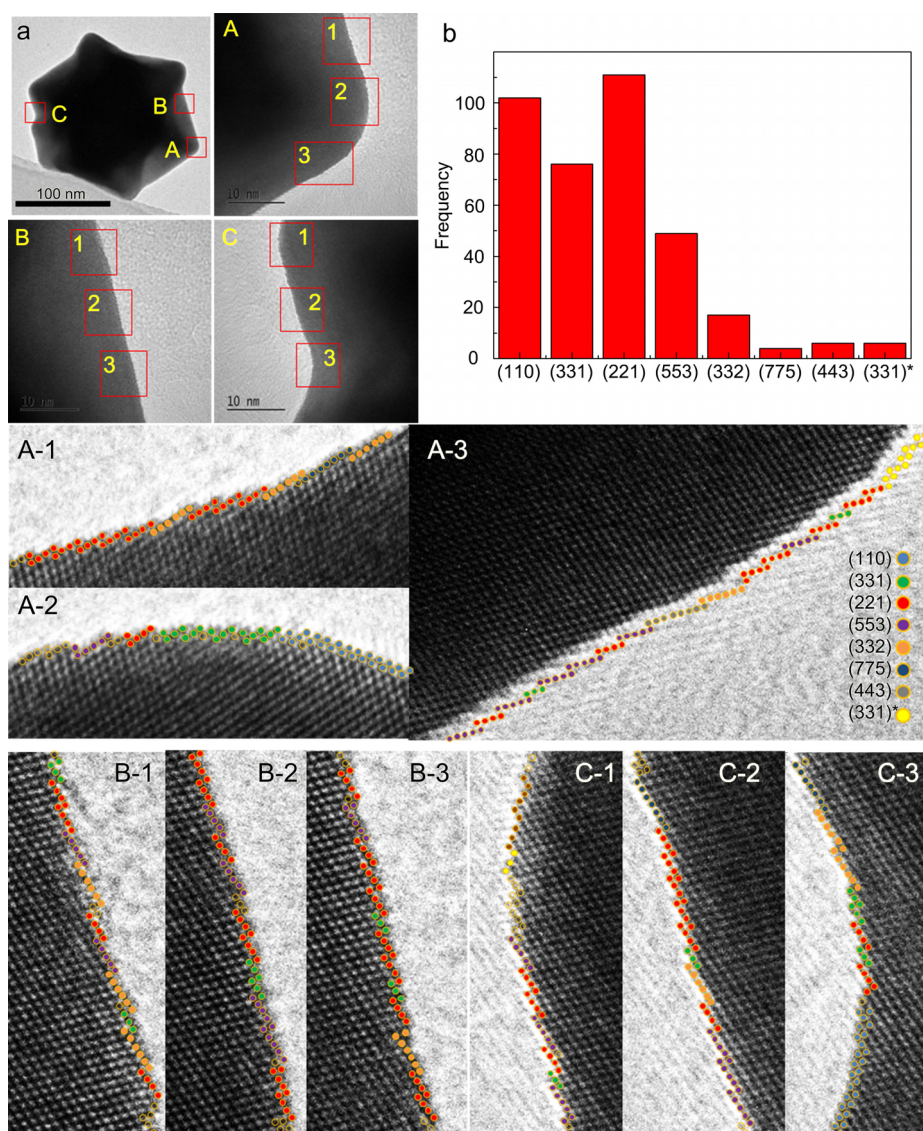 a
C
B
A
100 nm
A
1
2
3
10 nm
B
1
2
3
10 nm
C
1
2
3
10 nm
b
Frequency
100
80
60
40
20
0
(110) (331) (221) (553) (332) (775) (443) (331)*
A-1
A-2
A-3
(110)
(331)
(221)
(553)
(332)
(775)
(443)
(331)*
B-1
B-2
B-3
C-1
C-2
C-3